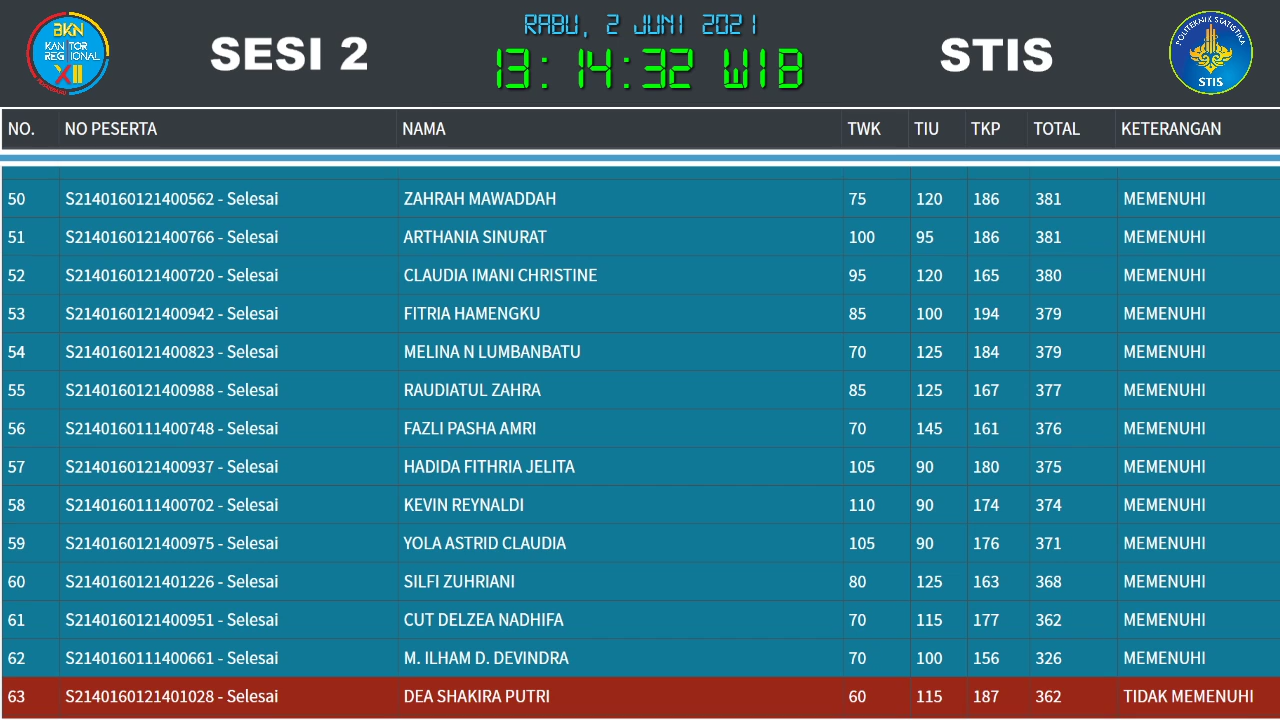 BKN
KANTOR
REGIONAL
XII
PEKANBARU
SESI 2
RABU, 2 JUNI 2021
13:14:32 WIB
STIS
POLITEKNIK STATISTIKA
STIS
NO. NO PESERTA NAMA TWK TIU TKP TOTAL KETERANGAN
50 S2140160121400562 - Selesai ZAHRAH MAWADDAH 75 120 186 381 MEMENUHI
51 S2140160121400766 - Selesai ARTHANIA SINURAT 100 95 186 381 MEMENUHI
52 S2140160121400720 - Selesai CLAUDIA IMANI CHRISTINE 95 120 165 380 MEMENUHI
53 S2140160121400942 - Selesai FITRIA HAMENGKU 85 100 194 379 MEMENUHI
54 S2140160121400823 - Selesai MELINA N LUMBANBATU 70 125 184 379 MEMENUHI
55 S2140160121400988 - Selesai RAUDIATUL ZAHRA 85 125 167 377 MEMENUHI
56 S2140160111400748 - Selesai FAZLI PASHA AMRI 70 145 161 376 MEMENUHI
57 S2140160121400937 - Selesai HADIDA FITHRIA JELITA 105 90 180 375 MEMENUHI
58 S2140160111400702 - Selesai KEVIN REYNALDI 110 90 174 374 MEMENUHI
59 S2140160121400975 - Selesai YOLA ASTRID CLAUDIA 105 90 176 371 MEMENUHI
60 S2140160121401226 - Selesai SILFI ZUHRIANI 80 125 163 368 MEMENUHI
61 S2140160121400951 - Selesai CUT DELZEA NADHIFA 70 115 177 362 MEMENUHI
62 S2140160111400661 - Selesai M. ILHAM D. DEVINDRA 70 100 156 326 MEMENUHI
63 S2140160121401028 - Selesai DEA SHAKIRA PUTRI 60 115 187 362 TIDAK MEMENUHI